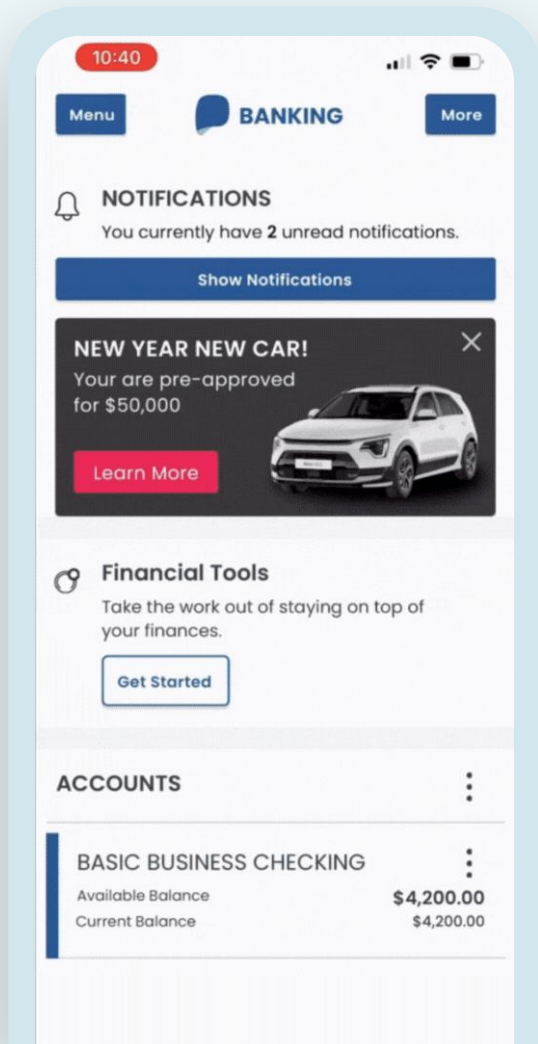 10:40
Menu
BANKING
More
NOTIFICATIONS
You currently have 2 unread notifications.
Show Notifications
NEW YEAR NEW CAR!
Your are pre-approved
for $50,000
Learn More
Financial Tools
Take the work out of staying on top of
your finances.
Get Started
ACCOUNTS
BASIC BUSINESS CHECKING
Available Balance $4,200.00
Current Balance $4,200.00